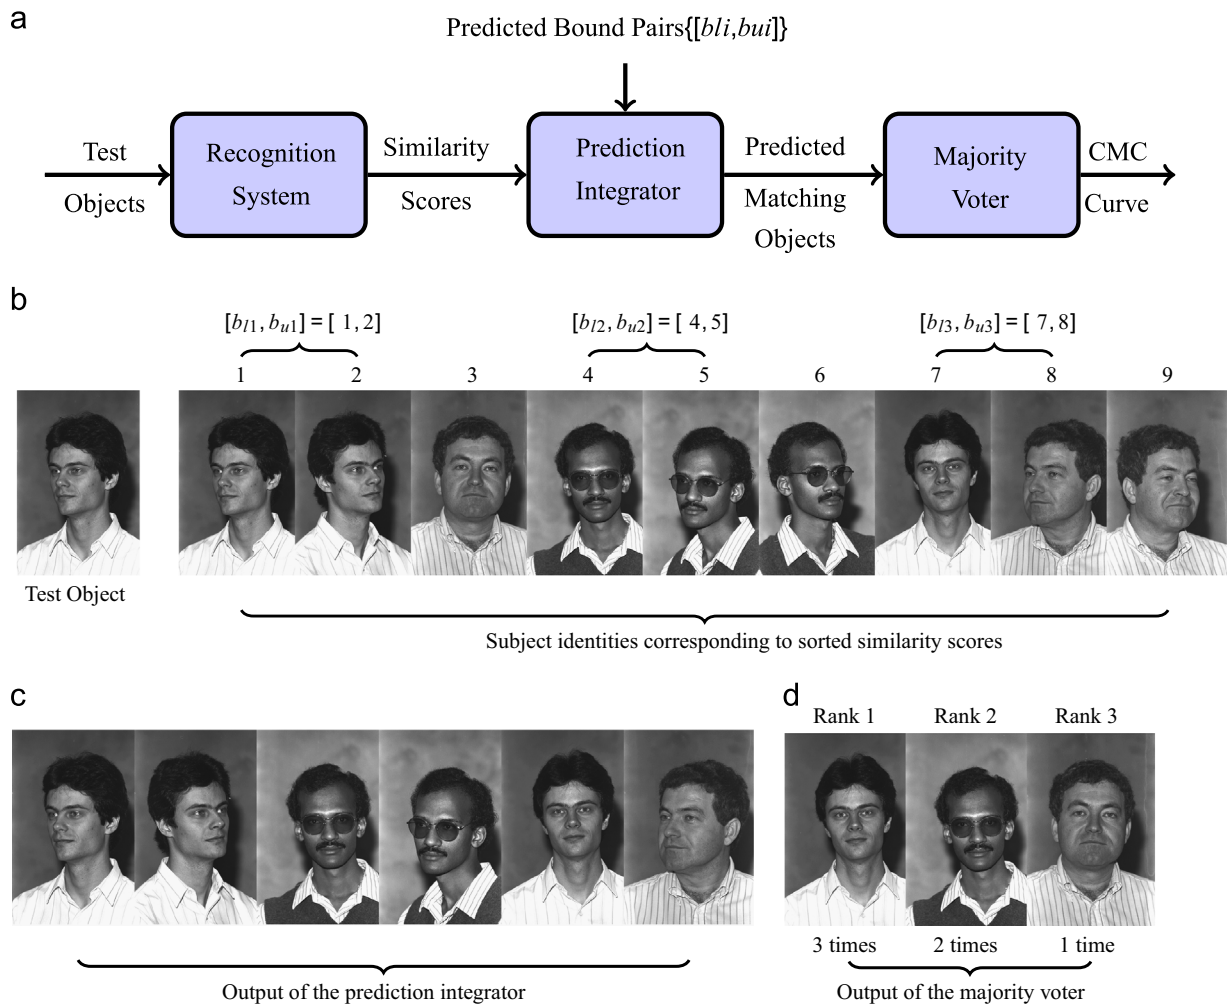 a
Predicted Bound Pairs{[bli,bui]}
Test
Objects
Recognition
System
Similarity
Scores
Prediction
Integrator
Predicted
Matching
Objects
Majority
Voter
CMC
Curve
b
[bl1, bu1] = [ 1, 2]
[bl2, bu2] = [ 4, 5]
[bl3, bu3] = [ 7, 8]
1 2 3 4 5 6 7 8 9
Test Object
Subject identities corresponding to sorted similarity scores
c
Output of the prediction integrator
d
Rank 1 Rank 2 Rank 3
3 times 2 times 1 time
Output of the majority voter